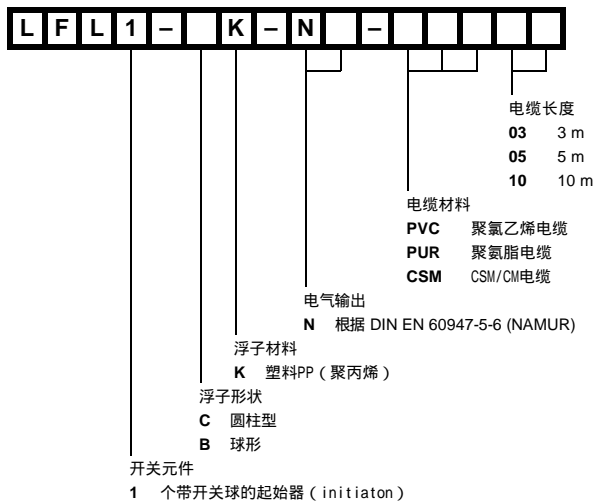 LFL1– K–N –
电缆长度
03 3 m
05 5 m
10 10 m
电缆材料
PVC 聚氯乙烯电缆
PUR 聚氨脂电缆
CSM CSM/CM电缆
电气输出
N 根据 DIN EN 60947-5-6 (NAMUR)
浮子材料
K 塑料PP（聚丙烯）
浮子形状
C 圆柱型
B 球形
开关元件
1 个带开关球的起始器（initiaton）